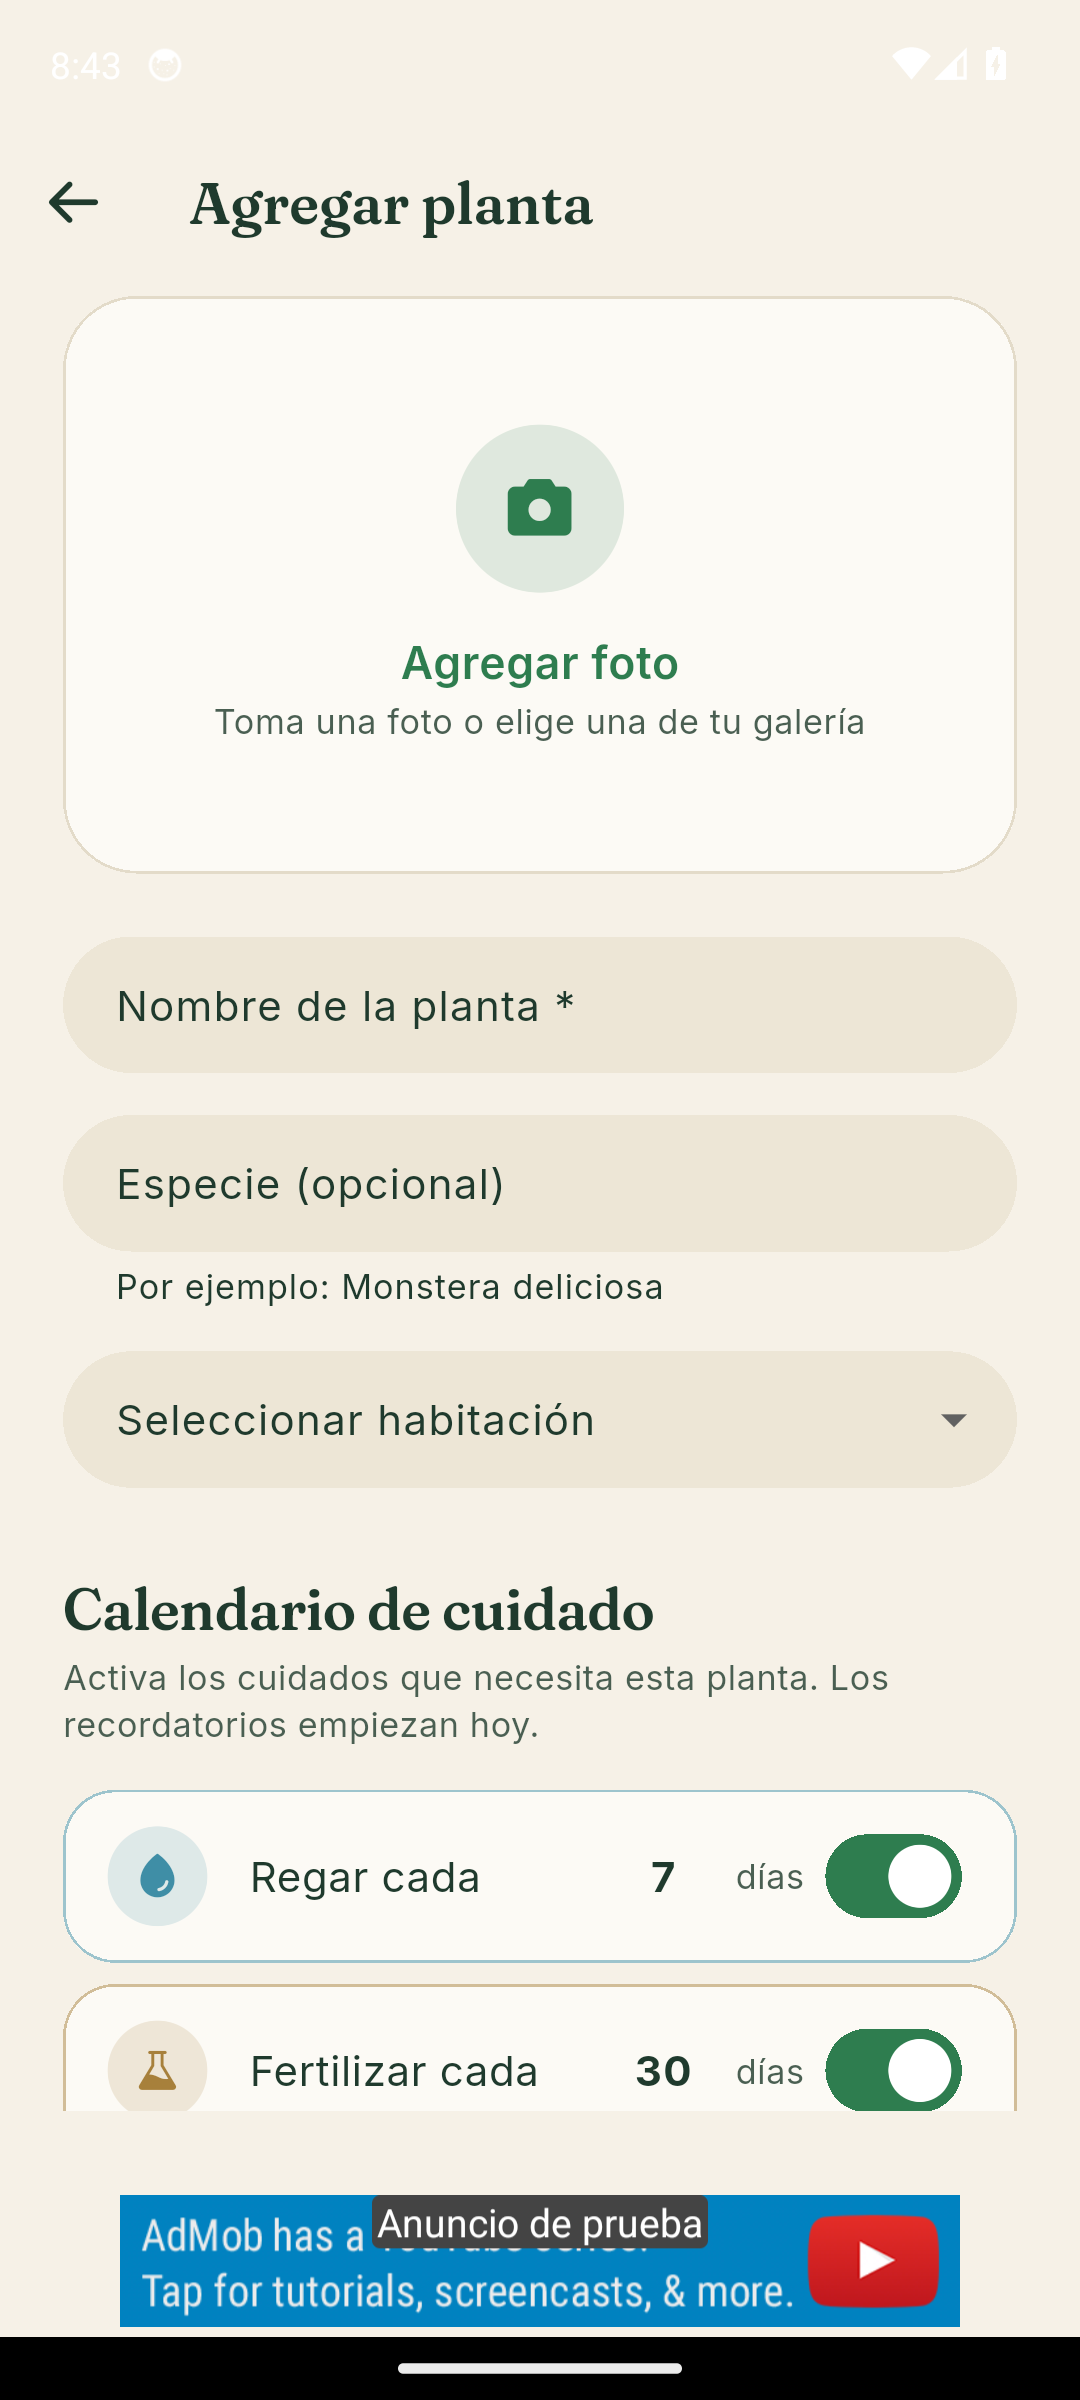 8:43
Agregar planta
Agregar foto
Toma una foto o elige una de tu galería
Nombre de la planta *
Especie (opcional)
Por ejemplo: Monstera deliciosa
Seleccionar habitación
Calendario de cuidado
Activa los cuidados que necesita esta planta. Los
recordatorios empiezan hoy.
Regar cada 7 días
Fertilizar cada 30 días
Anuncio de prueba
AdMob has a
Tap for tutorials, screencasts, & more.